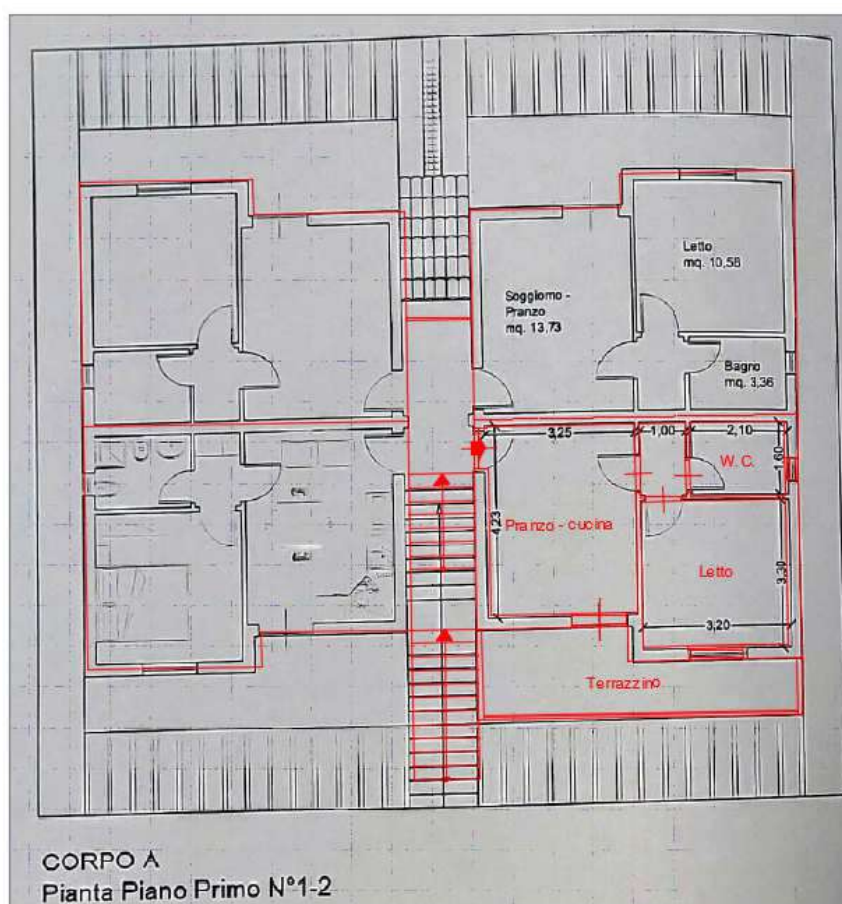 Letto
mq. 10,58
Soggiorno -
Pranzo
mq. 13,73
Bagno
mq. 3,36
3,25
1,00
2,10
1,60
W. C.
4,23
Pranzo - cucina
Letto
3,30
3,20
Terrazzino
CORPO A
Pianta Piano Primo N°1-2